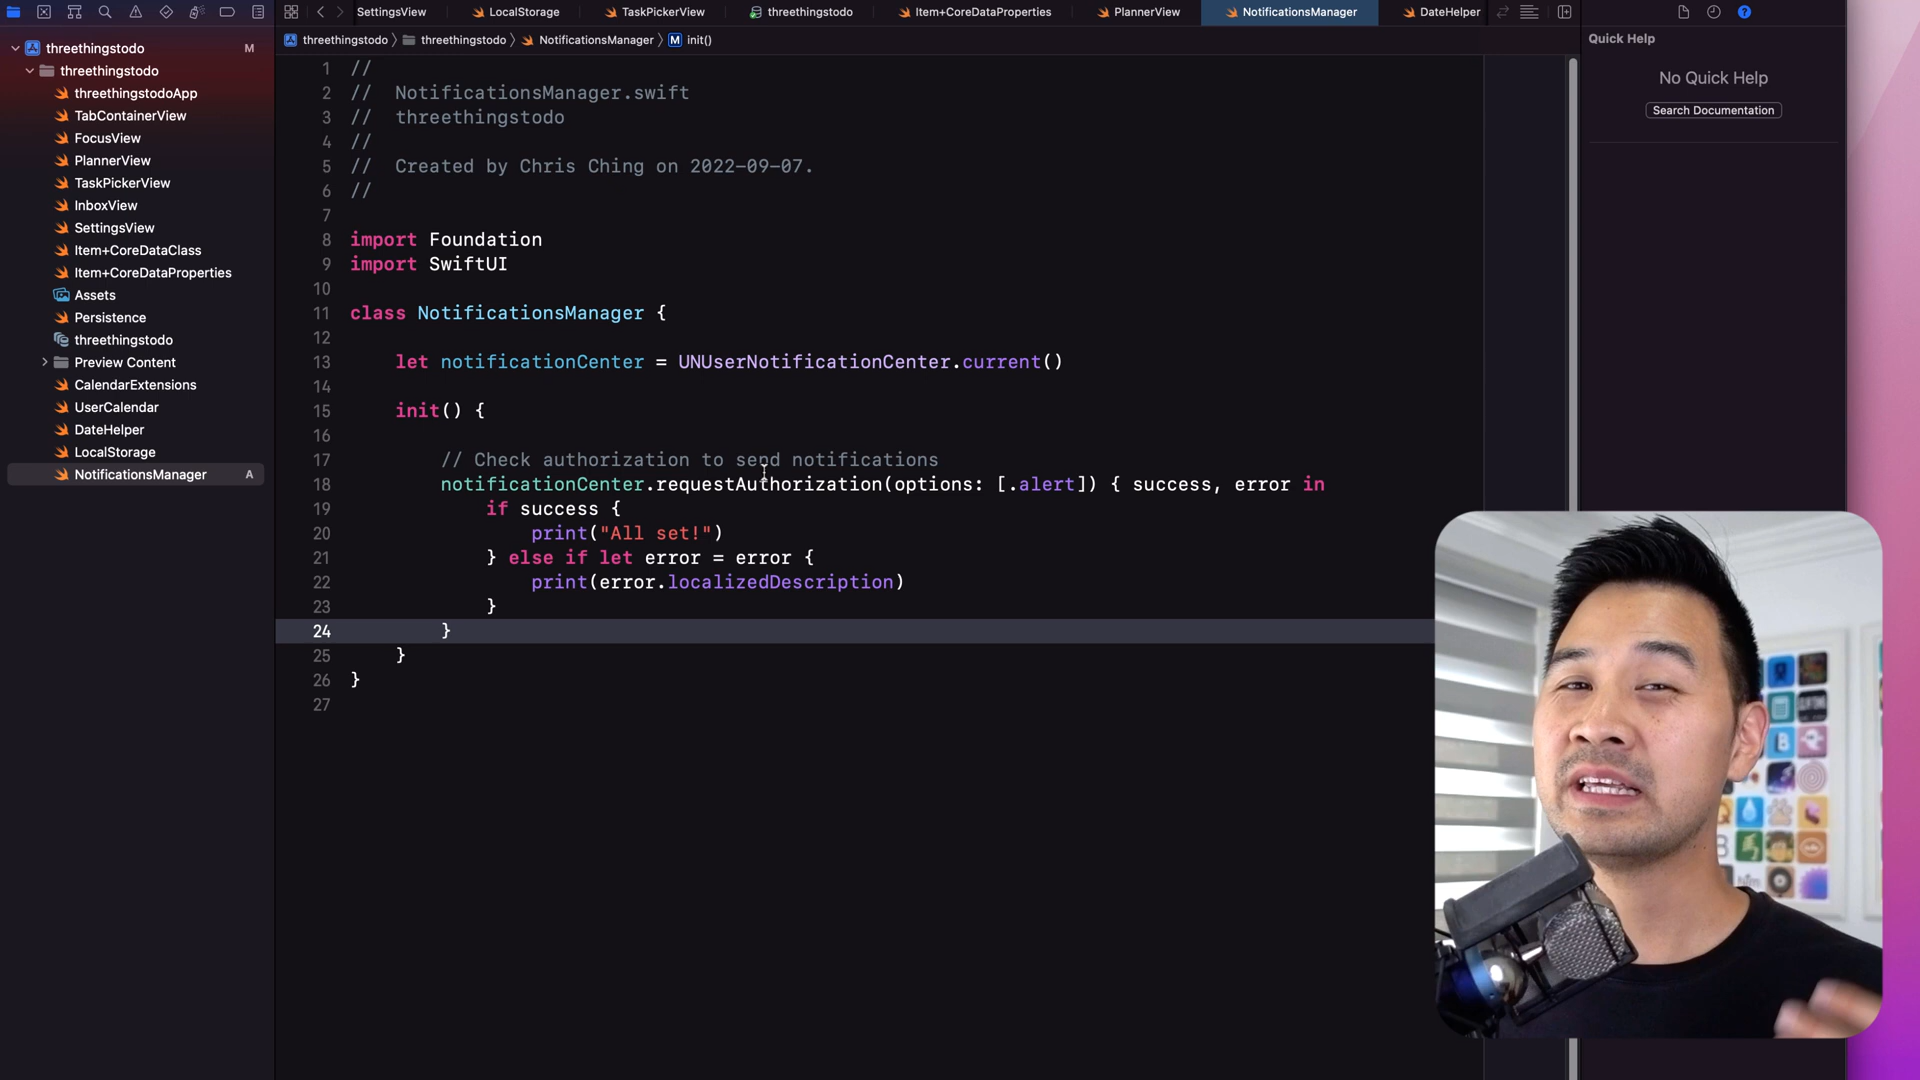 SettingsView
LocalStorage
TaskPickerView
threethingstodo
Item+CoreDataProperties
PlannerView
NotificationsManager
DateHelper
threethingstodo
threethingstodo
NotificationsManager
M
init()
Quick Help
No Quick Help
Search Documentation
threethingstodo M
threethingstodo
threethingstodoApp
TabContainerView
FocusView
PlannerView
TaskPickerView
InboxView
SettingsView
Item+CoreDataClass
Item+CoreDataProperties
Assets
Persistence
threethingstodo
Preview Content
CalendarExtensions
UserCalendar
DateHelper
LocalStorage
NotificationsManager A
1 //
2 // NotificationsManager.swift
3 // threethingstodo
4 //
5 // Created by Chris Ching on 2022-09-07.
6 //
7
8 import Foundation
9 import SwiftUI
10
11 class NotificationsManager {
12
13 let notificationCenter = UNUserNotificationCenter.current()
14
15 init() {
16
17 // Check authorization to send notifications
18 notificationCenter.requestAuthorization(options: [.alert]) { success, error in
19 if success {
20 print("All set!")
21 } else if let error = error {
22 print(error.localizedDescription)
23 }
24 }
25 }
26 }
27